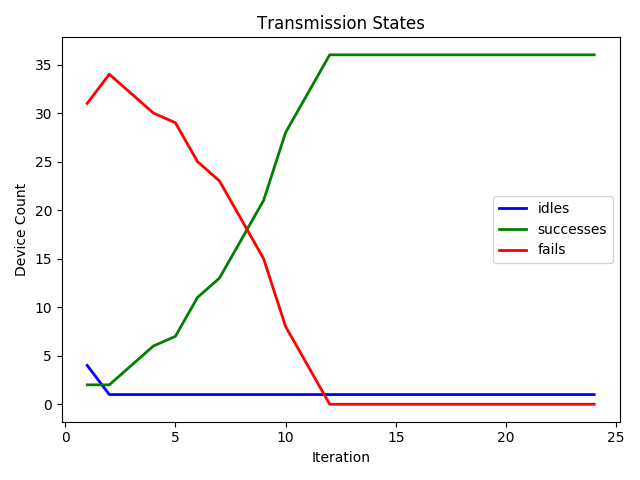 Transmission States
Device Count
35
30
25
20
15
10
5
0
idles
successes
fails
0 5 10 15 20 25
Iteration